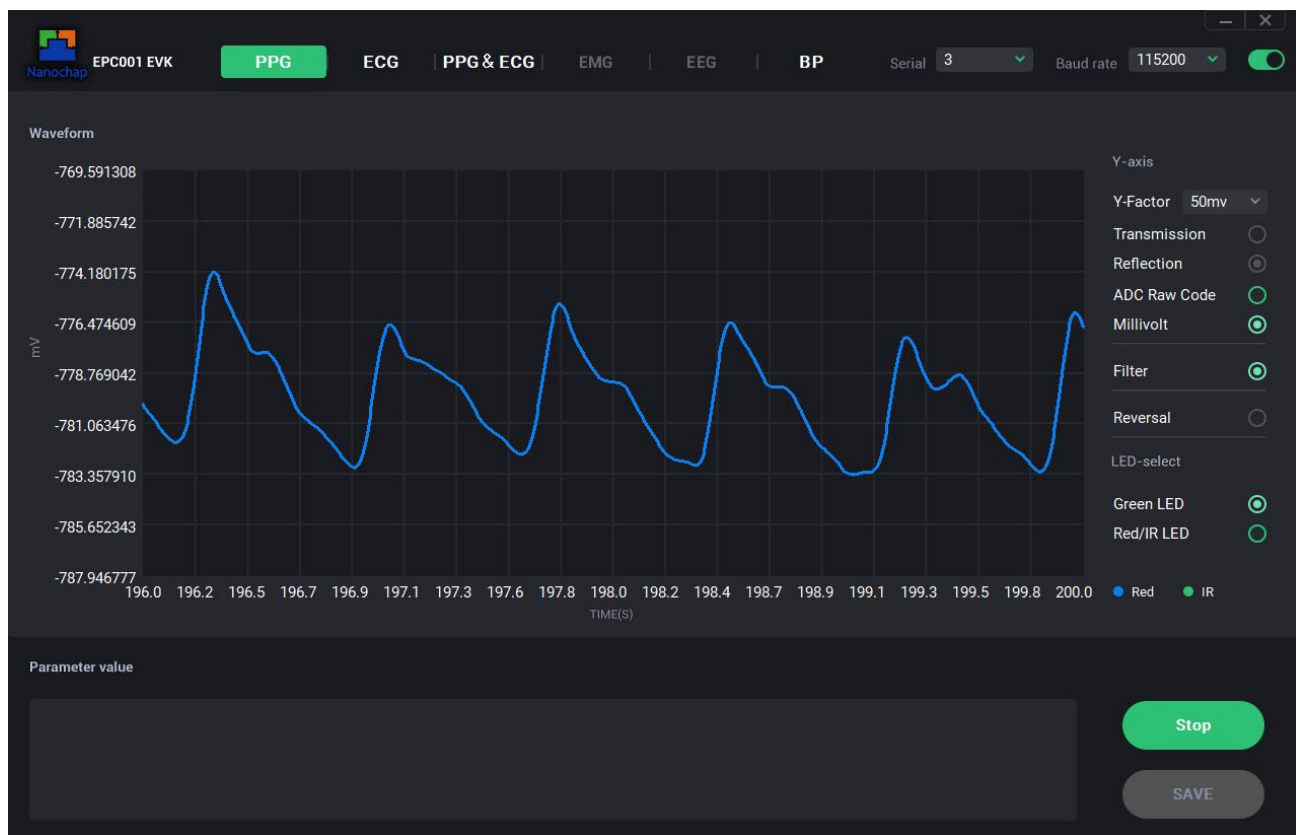 Nanochap
EPC001 EVK
PPG
ECG
PPG & ECG
EMG
EEG
BP
Serial 3
Baud rate 115200
Waveform
-769.591308
-771.885742
-774.180175
-776.474609
-778.769042
-781.063476
-783.357910
-785.652343
-787.946777
mV
196.0 196.2 196.5 196.7 196.9 197.1 197.3 197.6 197.8 198.0 198.2 198.4 198.7 198.9 199.1 199.3 199.5 199.8 200.0
TIME(S)
Y-axis
Y-Factor 50mv
Transmission
Reflection
ADC Raw Code
Millivolt
Filter
Reversal
LED-select
Green LED
Red/IR LED
Red IR
Parameter value
Stop
SAVE